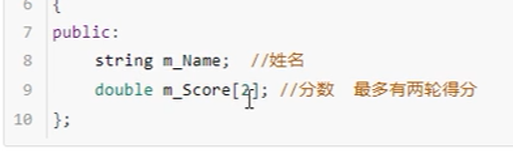 6 {
7 public:
8 string m_Name; //姓名
9 double m_Score[2]; //分数 最多有两轮得分
10 };